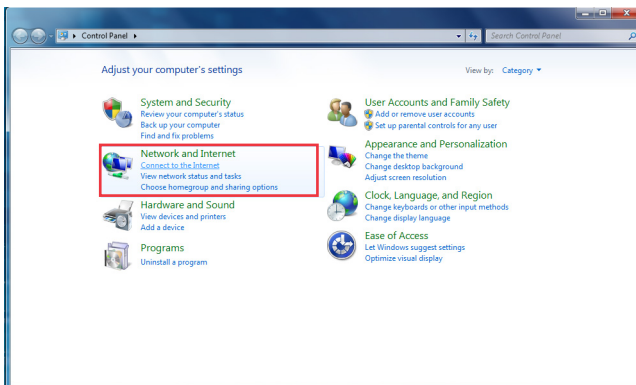 Control Panel
Search Control Panel
Adjust your computer's settings
View by: Category
System and Security
Review your computer's status
Back up your computer
Find and fix problems
Network and Internet
Connect to the Internet
View network status and tasks
Choose homegroup and sharing options
Hardware and Sound
View devices and printers
Add a device
Programs
Uninstall a program
User Accounts and Family Safety
Add or remove user accounts
Set up parental controls for any user
Appearance and Personalization
Change the theme
Change desktop background
Adjust screen resolution
Clock, Language, and Region
Change keyboards or other input methods
Change display language
Ease of Access
Let Windows suggest settings
Optimize visual display